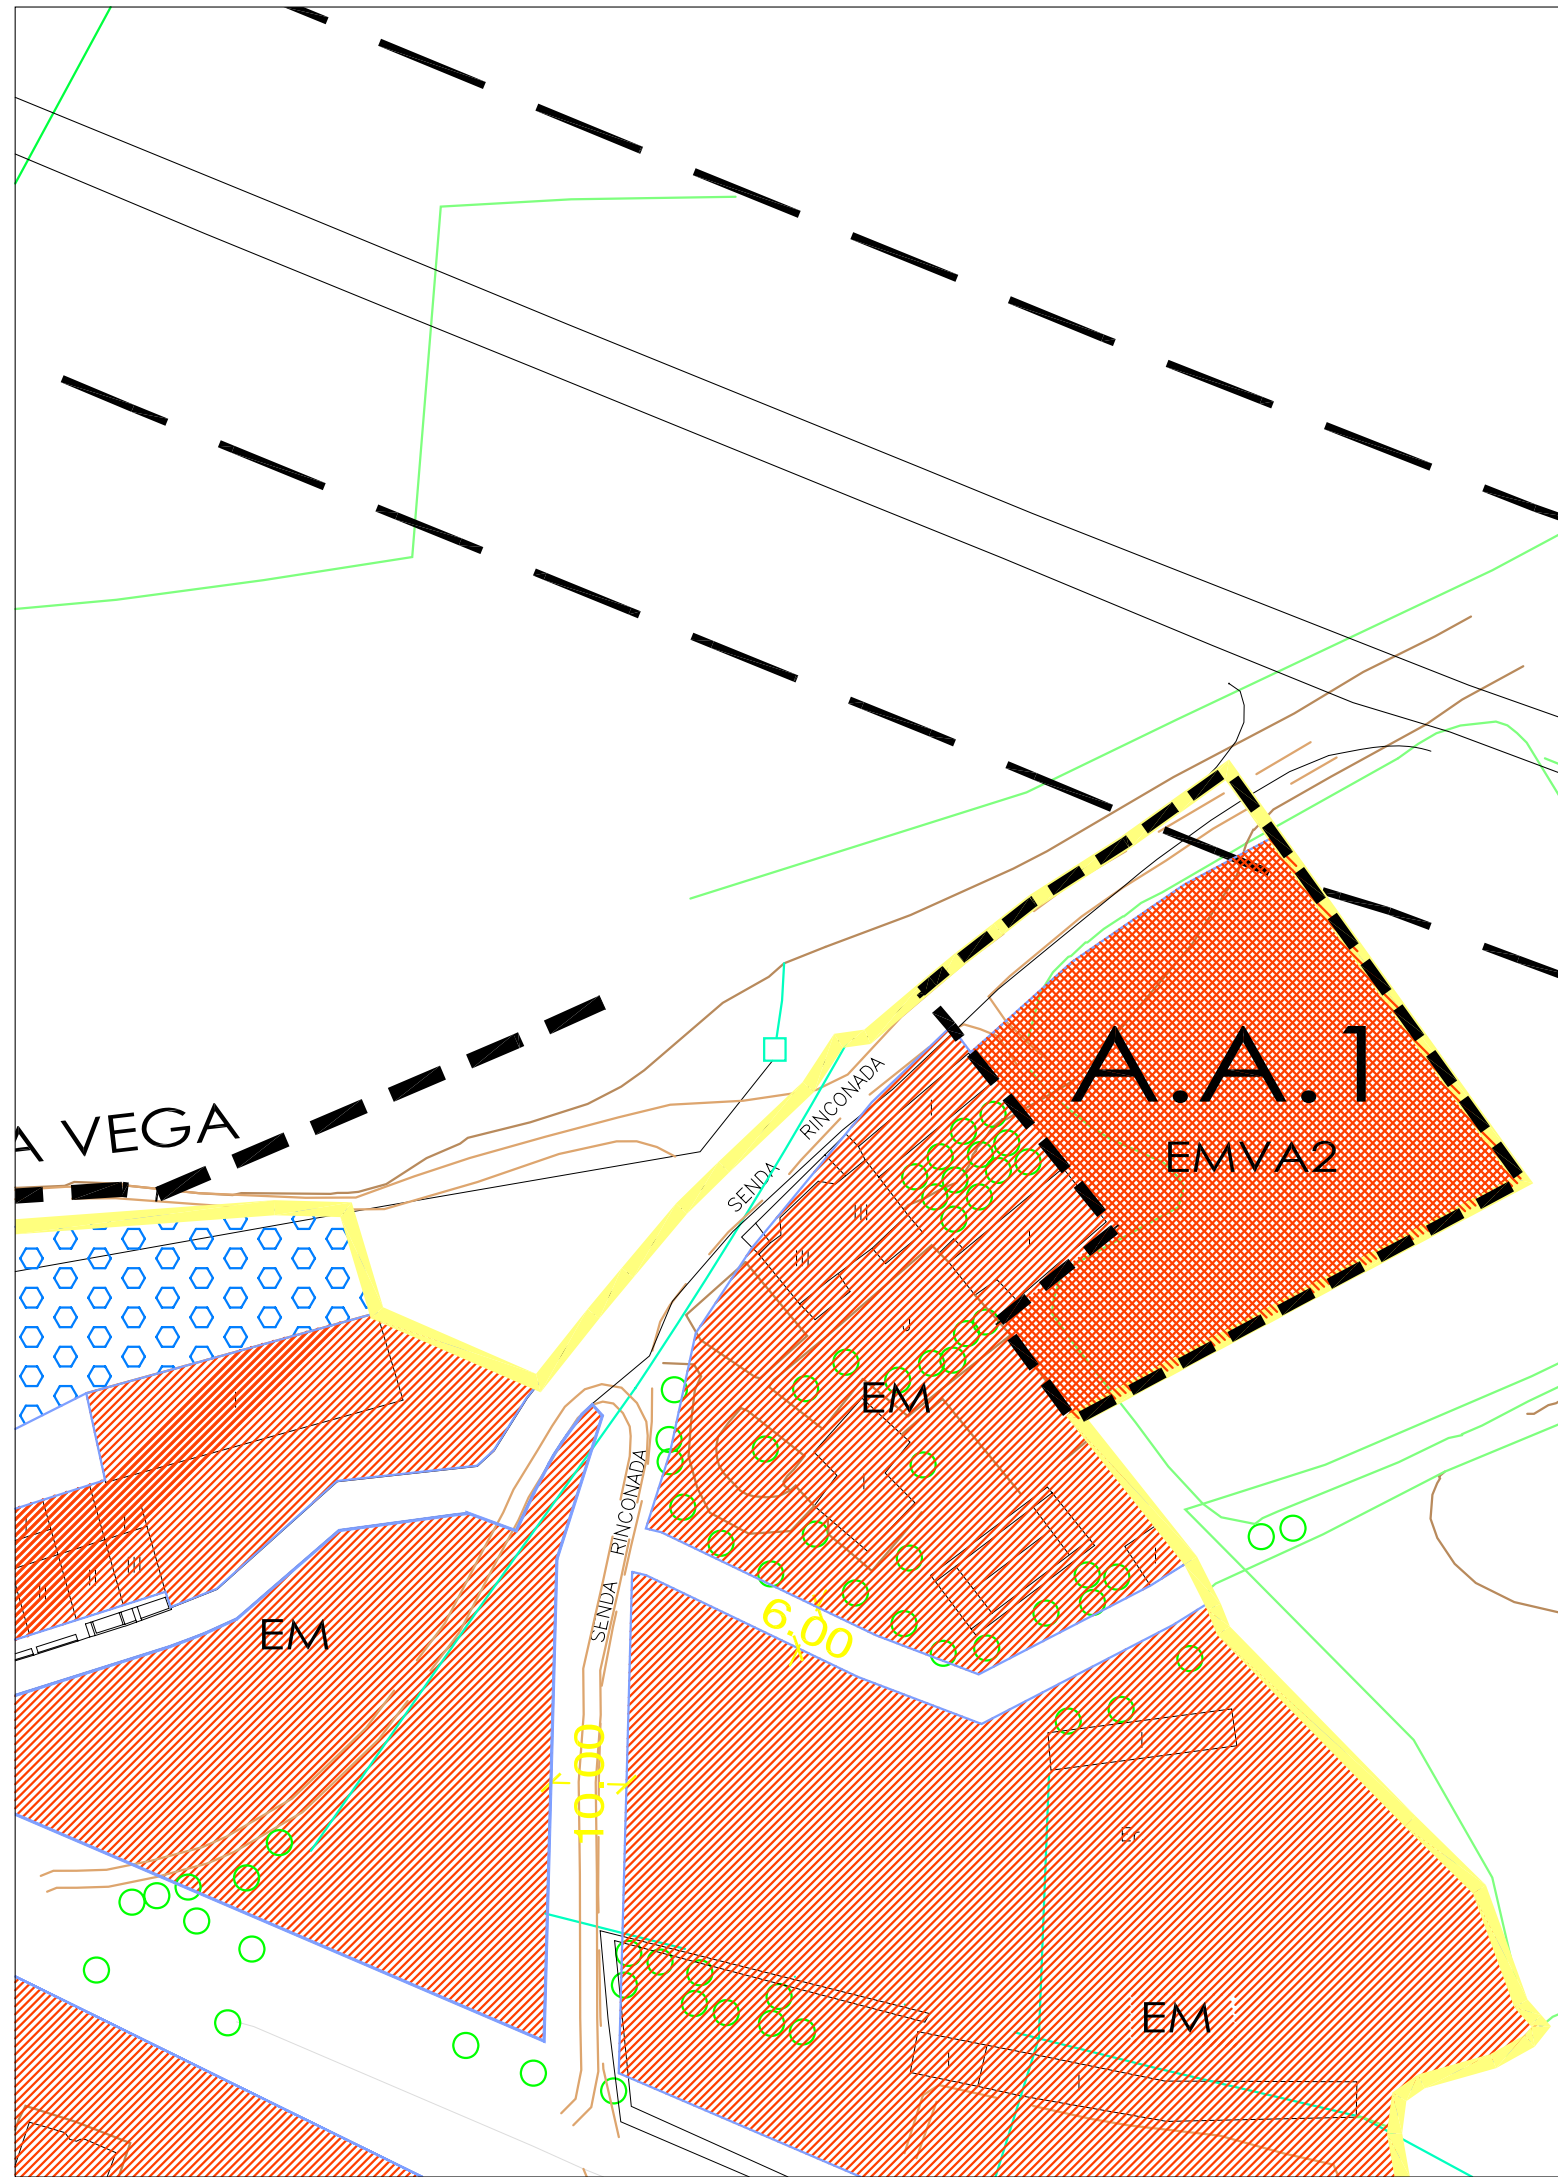 A.A.1
A VEGA
EMVA2
SENDA RINCONADA
EM
SENDA RINCONADA
6.00
EM
10.00
EM